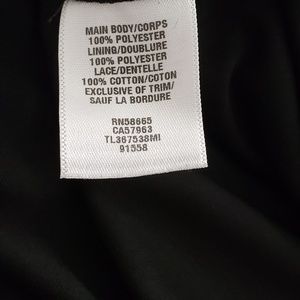 MAIN BODY/CORPS
100% POLYESTER
LINING/DOUBLURE
100% POLYESTER
LACE/DENTELLE
100% COTTON/COTON
EXCLUSIVE OF TRIM/
SAUF LA BORDURE
RN58665
CA57963
TL367538MI
91558